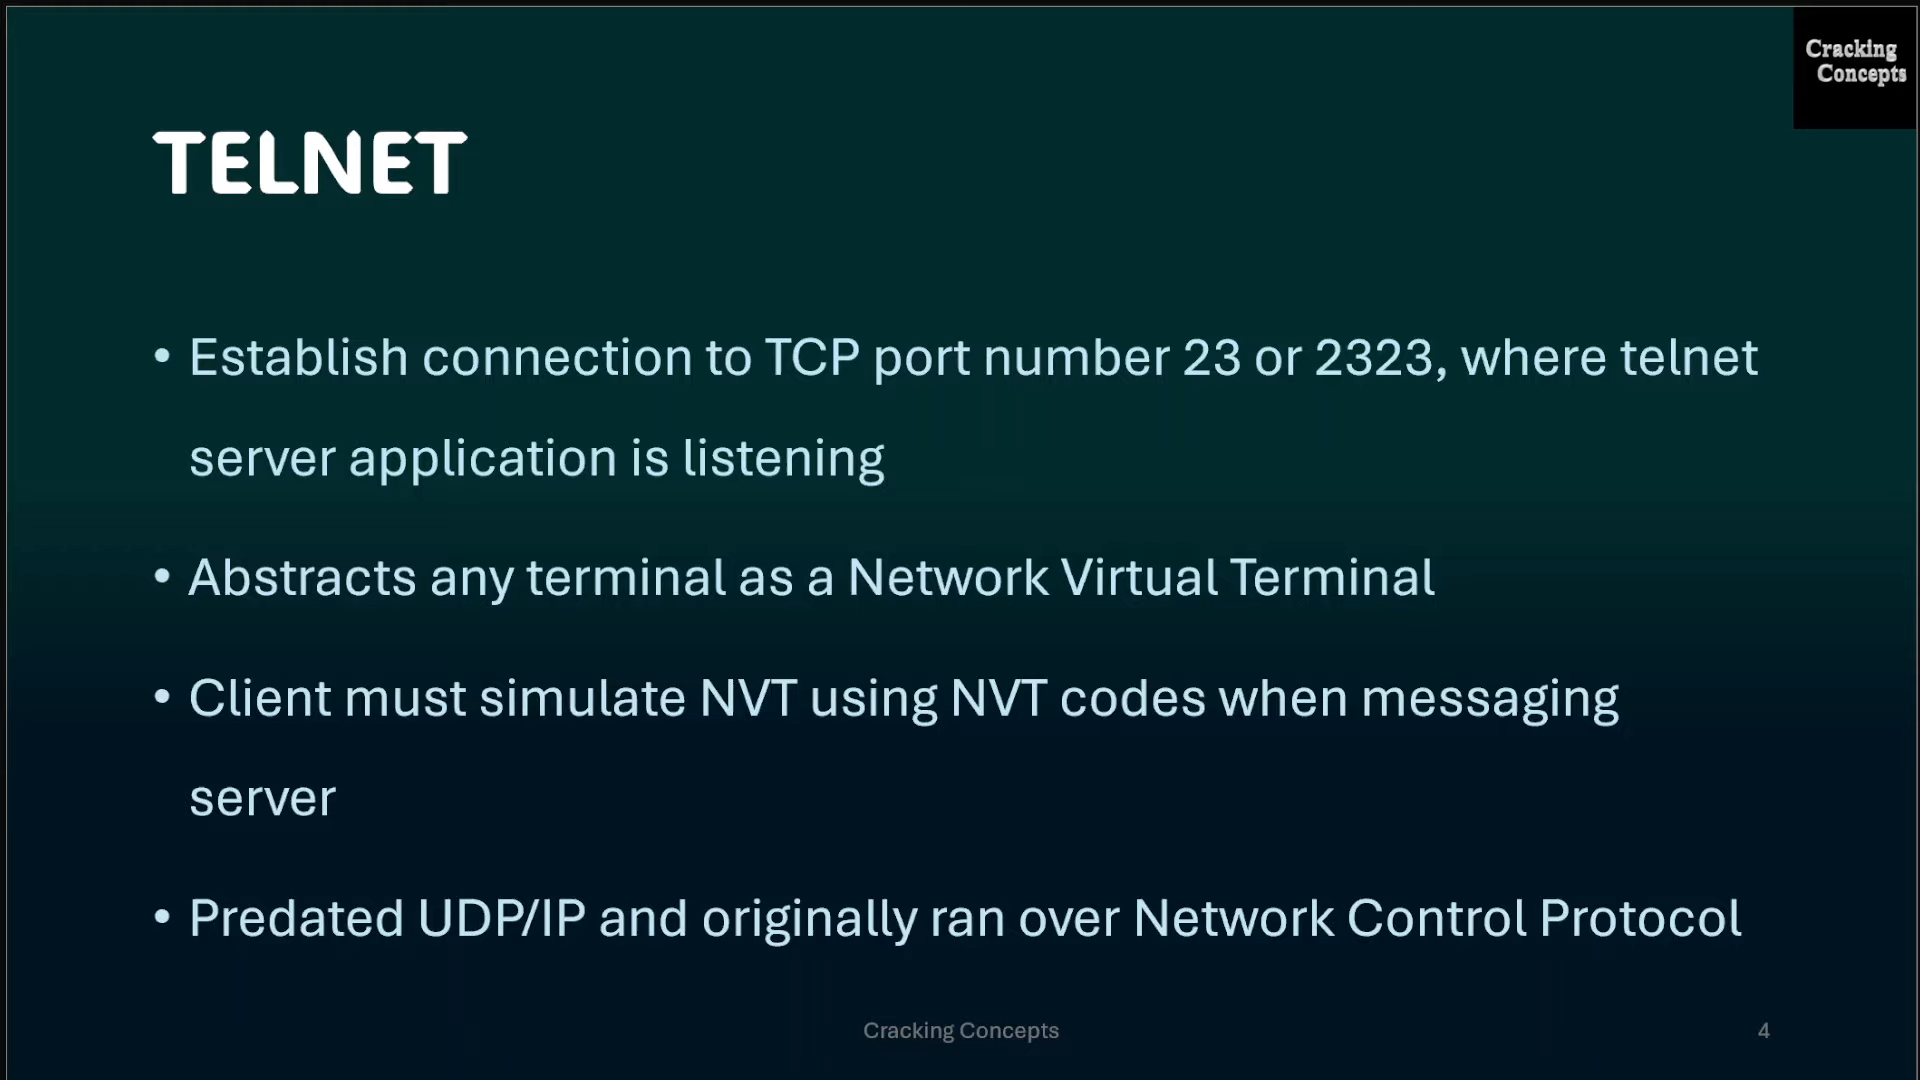 Cracking
Concepts
TELNET
• Establish connection to TCP port number 23 or 2323, where telnet
server application is listening
• Abstracts any terminal as a Network Virtual Terminal
• Client must simulate NVT using NVT codes when messaging
server
• Predated UDP/IP and originally ran over Network Control Protocol
Cracking Concepts
4